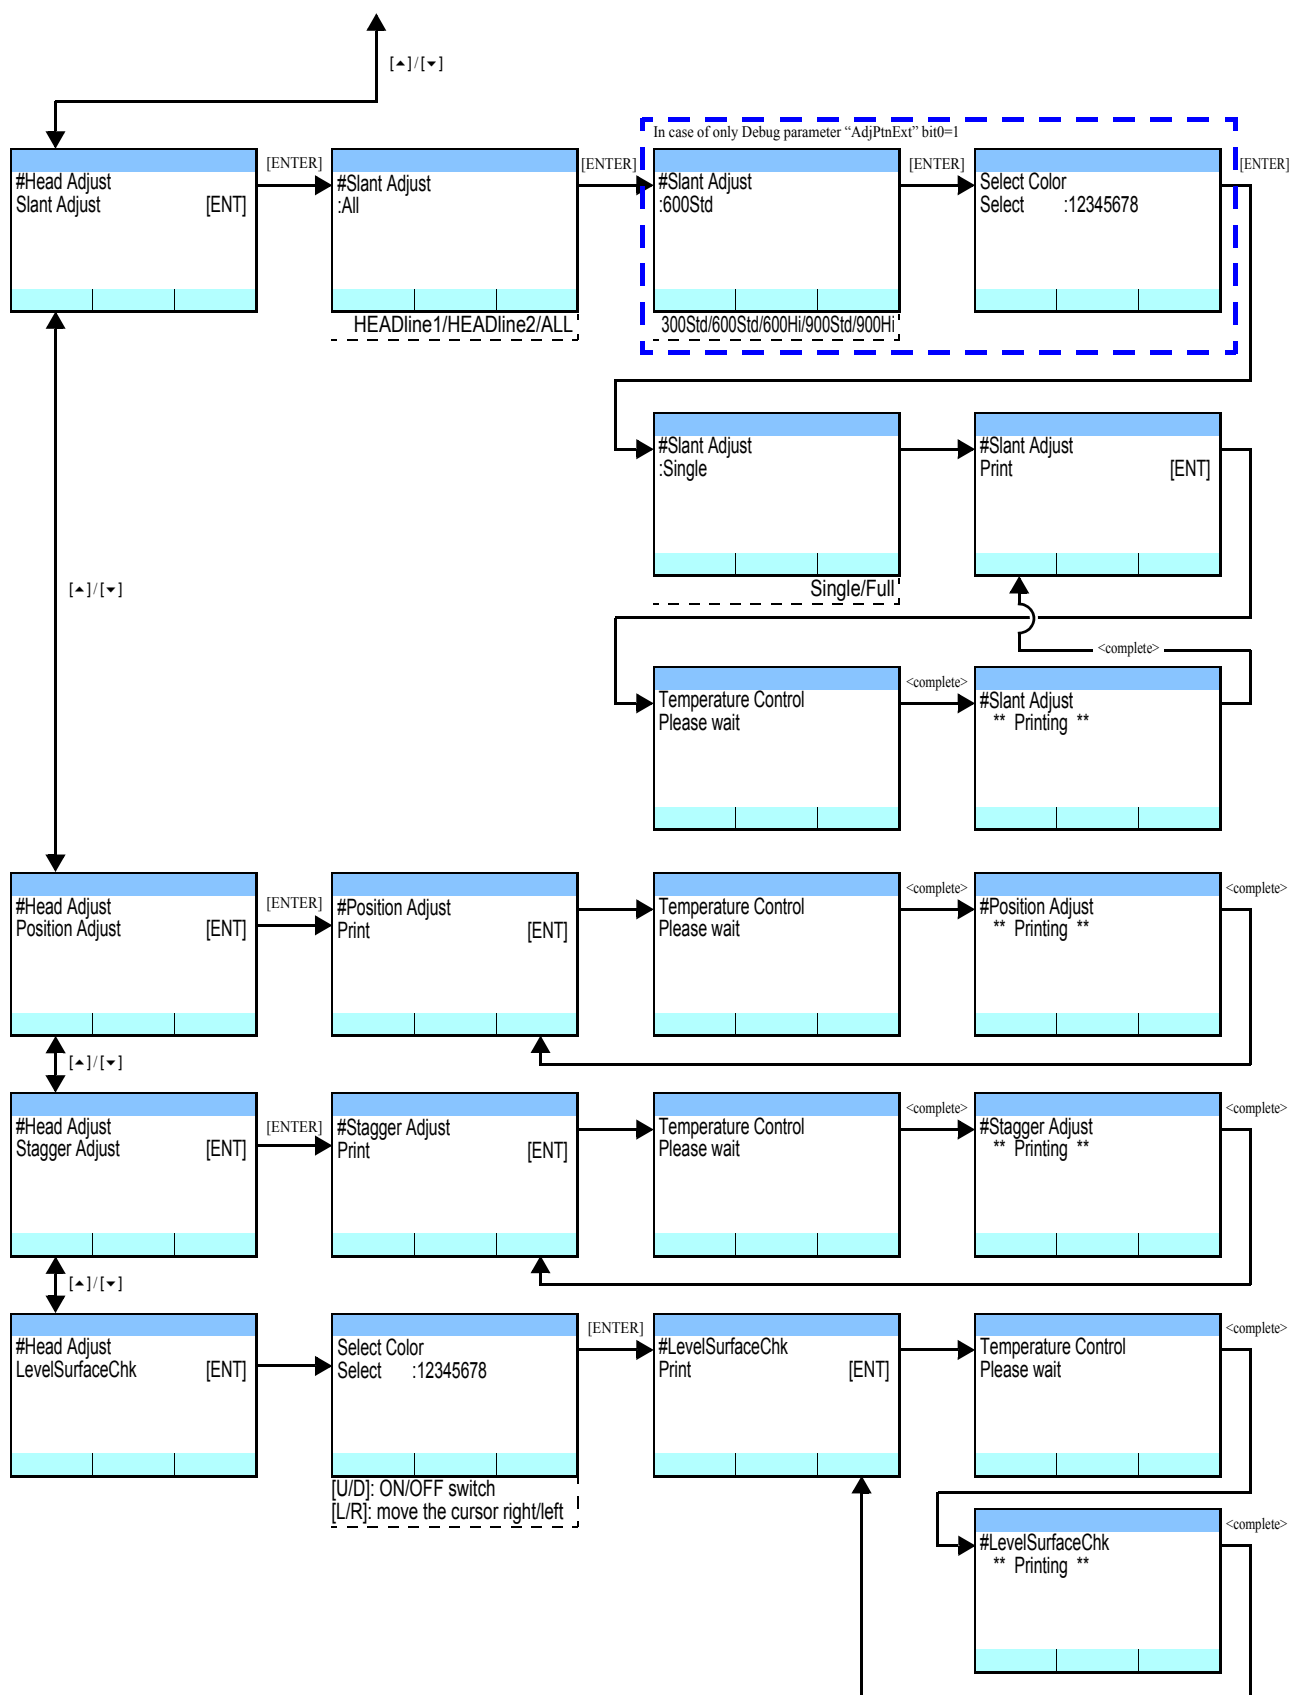 [▲]/[▼]
In case of only Debug parameter “AdjPtnExt” bit0=1
#Head Adjust
Slant Adjust [ENT]
[ENTER]
#Slant Adjust
:All
HEADline1/HEADline2/ALL
[ENTER]
#Slant Adjust
:600Std
300Std/600Std/600Hi/900Std/900Hi
[ENTER]
Select Color
Select :12345678
[ENTER]
#Slant Adjust
:Single
Single/Full
#Slant Adjust
Print [ENT]
[▲]/[▼]
<complete>
Temperature Control
Please wait
<complete>
#Slant Adjust
** Printing **
#Head Adjust
Position Adjust [ENT]
[ENTER]
#Position Adjust
Print [ENT]
Temperature Control
Please wait
<complete>
#Position Adjust
** Printing **
<complete>
[▲]/[▼]
#Head Adjust
Stagger Adjust [ENT]
[ENTER]
#Stagger Adjust
Print [ENT]
Temperature Control
Please wait
<complete>
#Stagger Adjust
** Printing **
<complete>
[▲]/[▼]
#Head Adjust
LevelSurfaceChk [ENT]
Select Color
Select :12345678
[U/D]: ON/OFF switch
[L/R]: move the cursor right/left
[ENTER]
#LevelSurfaceChk
Print [ENT]
Temperature Control
Please wait
<complete>
#LevelSurfaceChk
** Printing **
<complete>